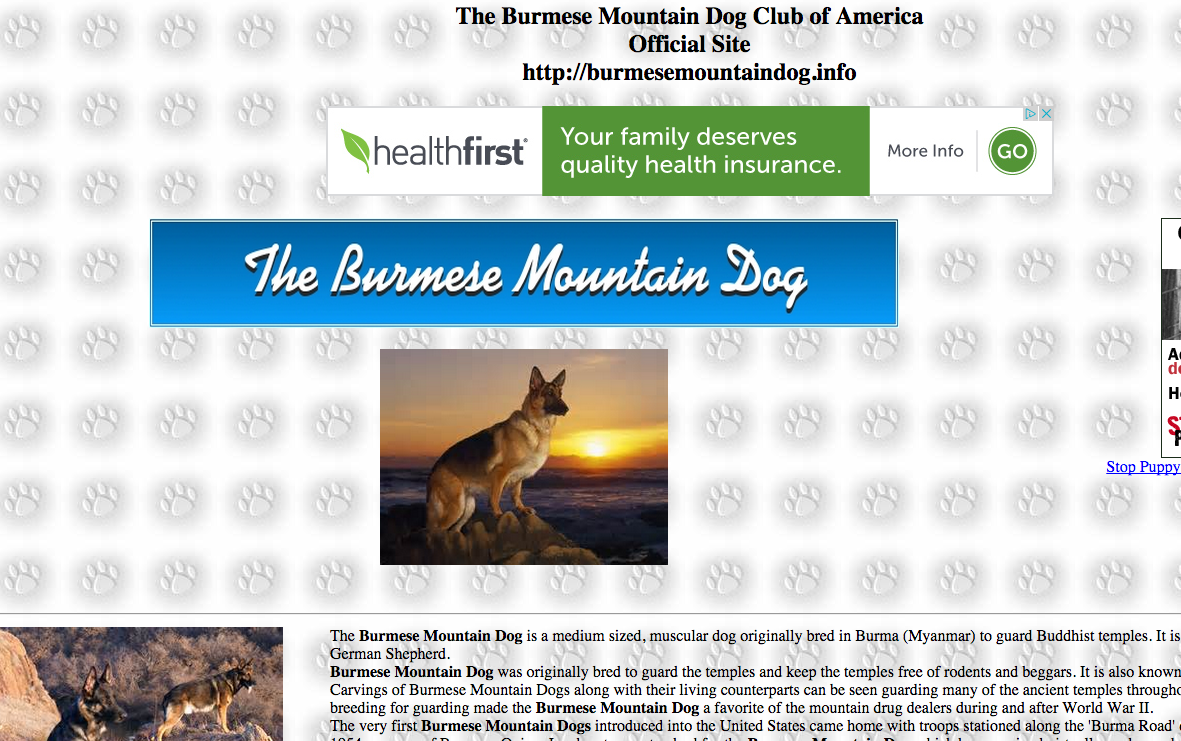 The Burmese Mountain Dog Club of America
Official Site
http://burmesemountaindog.info
healthfirst®
Your family deserves
quality health insurance.
More Info
GO
The Burmese Mountain Dog
Stop Puppy
The Burmese Mountain Dog is a medium sized, muscular dog originally bred in Burma (Myanmar) to guard Buddhist temples. It is
German Shepherd.
Burmese Mountain Dog was originally bred to guard the temples and keep the temples free of rodents and beggars. It is also known
Carvings of Burmese Mountain Dogs along with their living counterparts can be seen guarding many of the ancient temples
breeding for guarding made the Burmese Mountain Dog a favorite of the mountain drug dealers during and after World War II.
The very first Burmese Mountain Dogs introduced into the United States came home with troops stationed along the 'Burma Road'